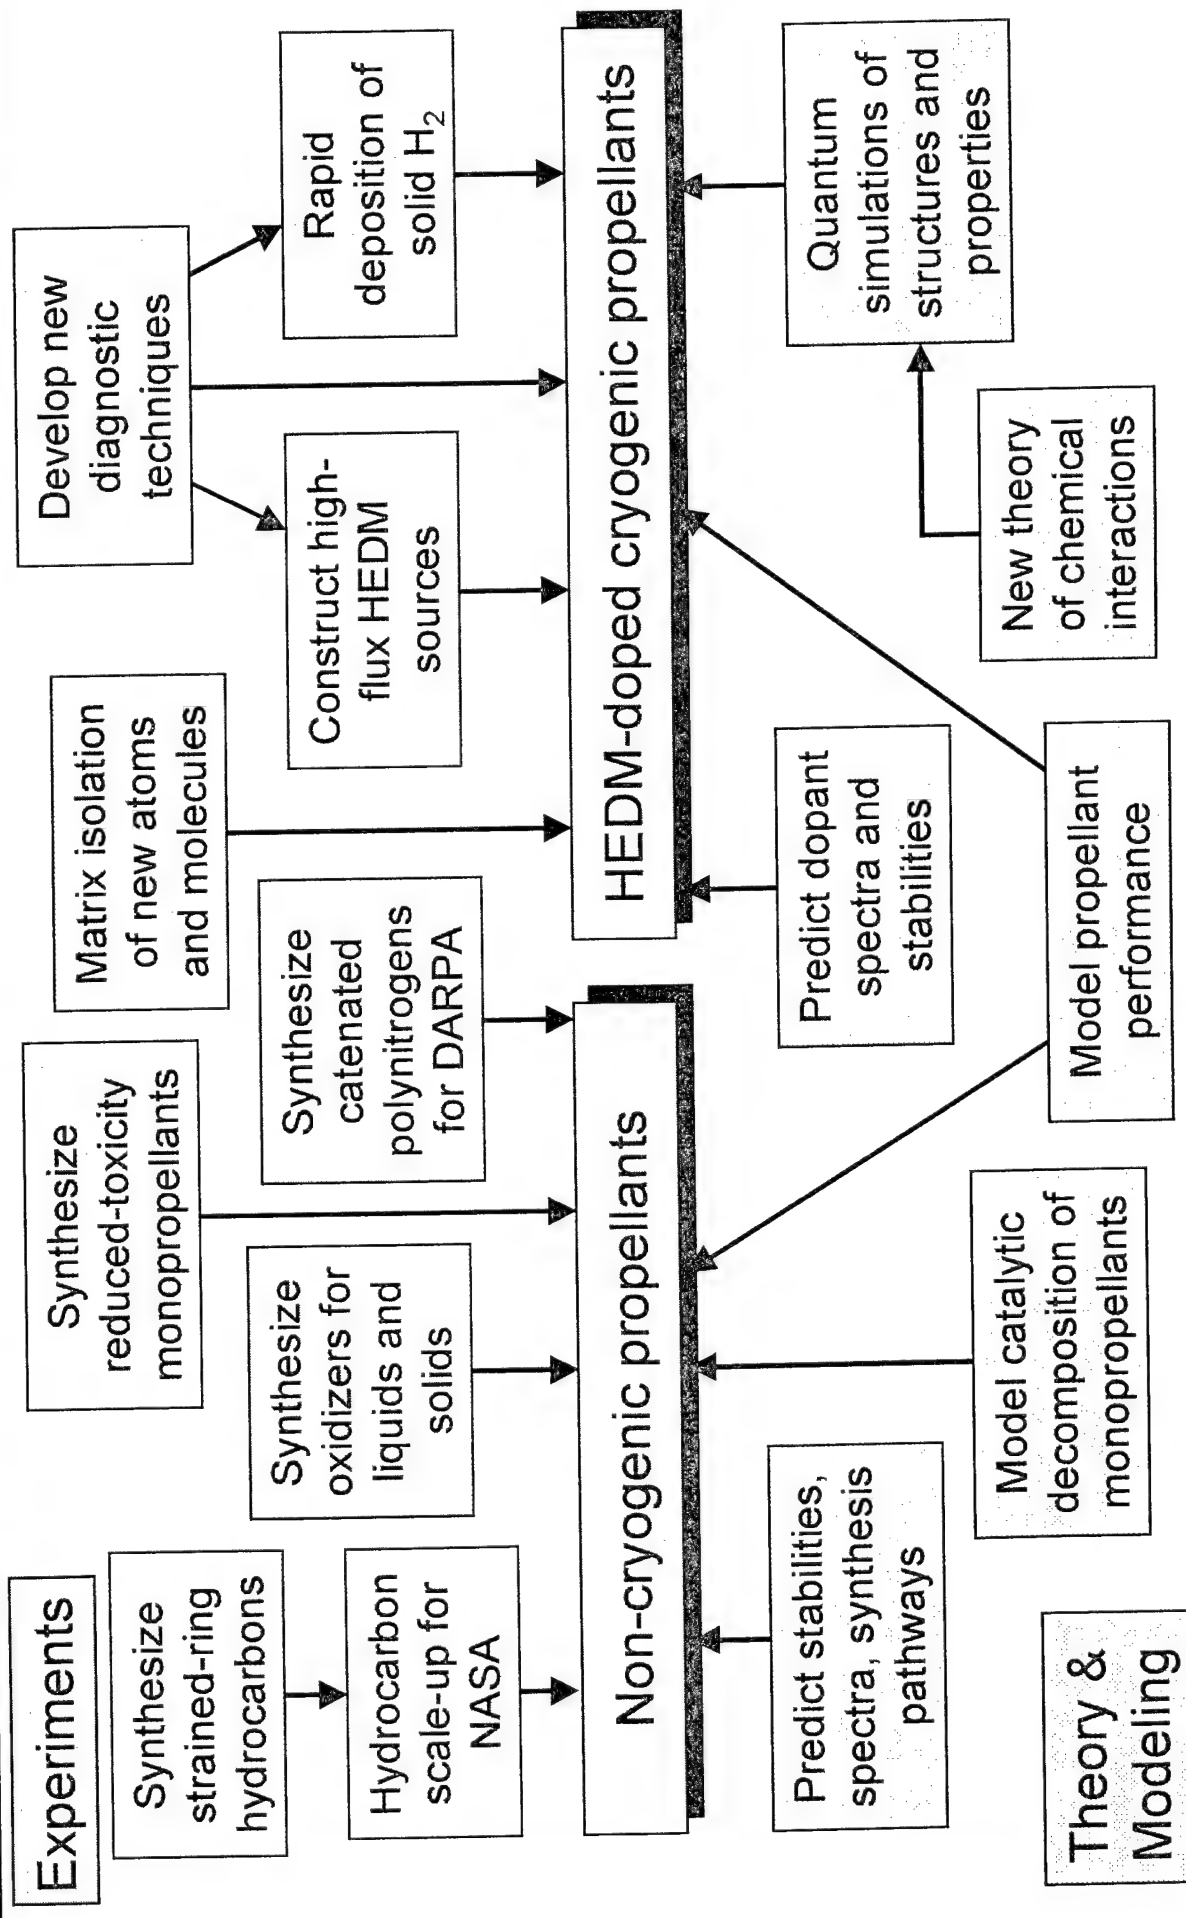 Experiments
Synthesize
strained-ring
hydrocarbons
Hydrocarbon
scale-up for
NASA
Synthesize
reduced-toxicity
monopropellants
Synthesize
oxidizers for
liquids and
solids
Synthesize
catenated
polynitrogens
for DARPA
Matrix isolation
of new atoms
and molecules
Develop new
diagnostic
techniques
Construct high-
flux HEDM
sources
Rapid
deposition of
solid H₂
Non-cryogenic propellants
HEDM-doped cryogenic propellants
Predict stabilities,
spectra, synthesis
pathways
Model catalytic
decomposition of
monopropellants
Model propellant
performance
Predict dopant
spectra and
stabilities
New theory
of chemical
interactions
Quantum
simulations of
structures and
properties
Theory &
Modeling